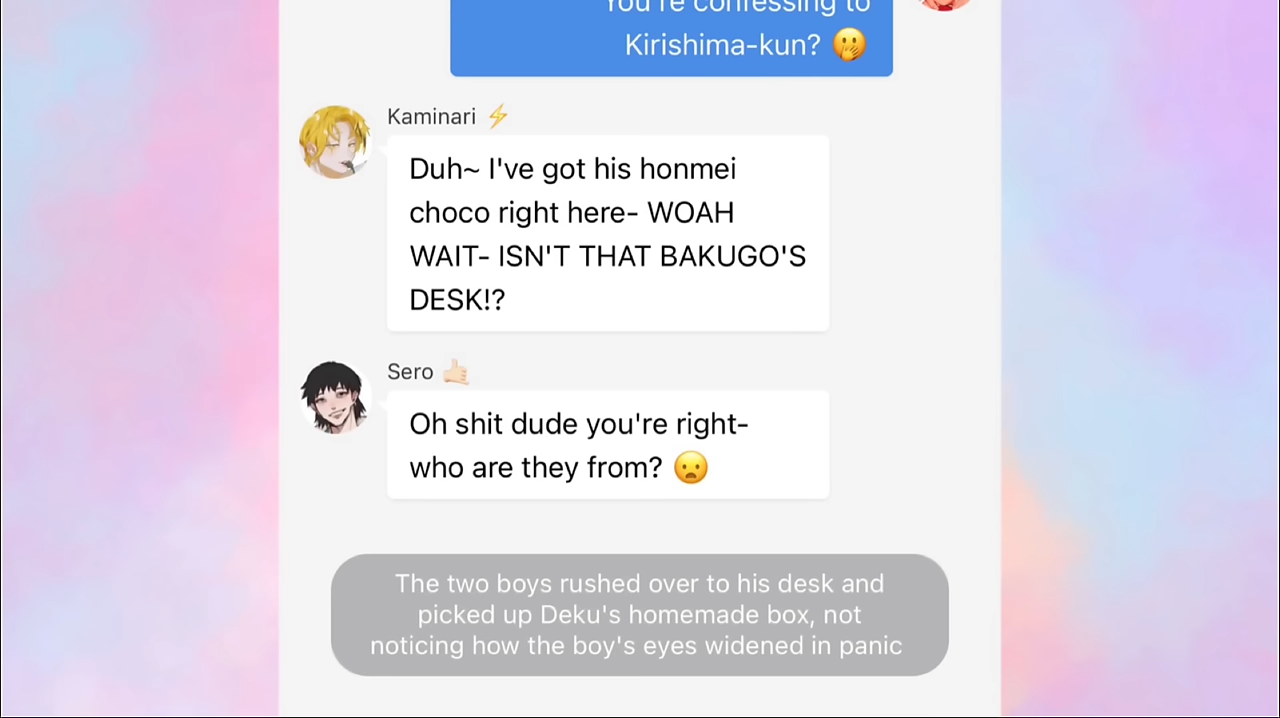 You're confessing to
Kirishima-kun? 🤭
Kaminari ⚡
Duh~ I've got his honmei
choco right here- WOAH
WAIT- ISN'T THAT BAKUGO'S
DESK!?
Sero 🤙🏻
Oh shit dude you're right-
who are they from? 😦
The two boys rushed over to his desk and
picked up Deku's homemade box, not
noticing how the boy's eyes widened in panic